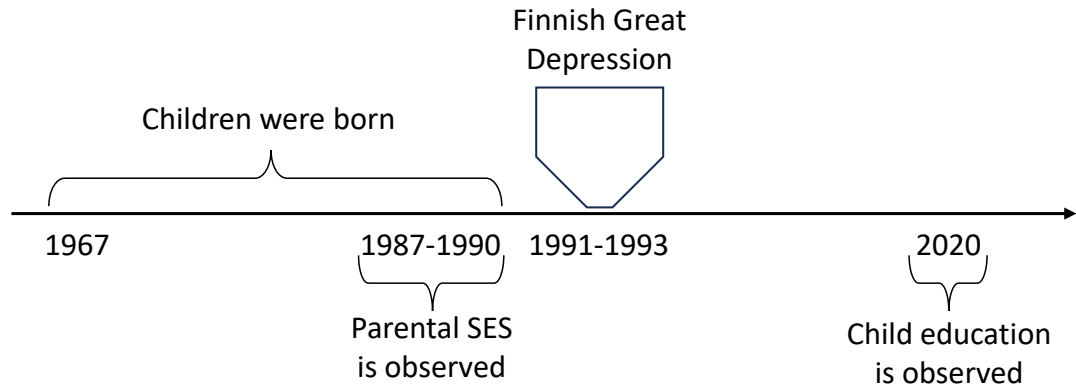 Finnish Great
Depression
Children were born
1967
1987-1990
1991-1993
2020
Parental SES
is observed
Child education
is observed